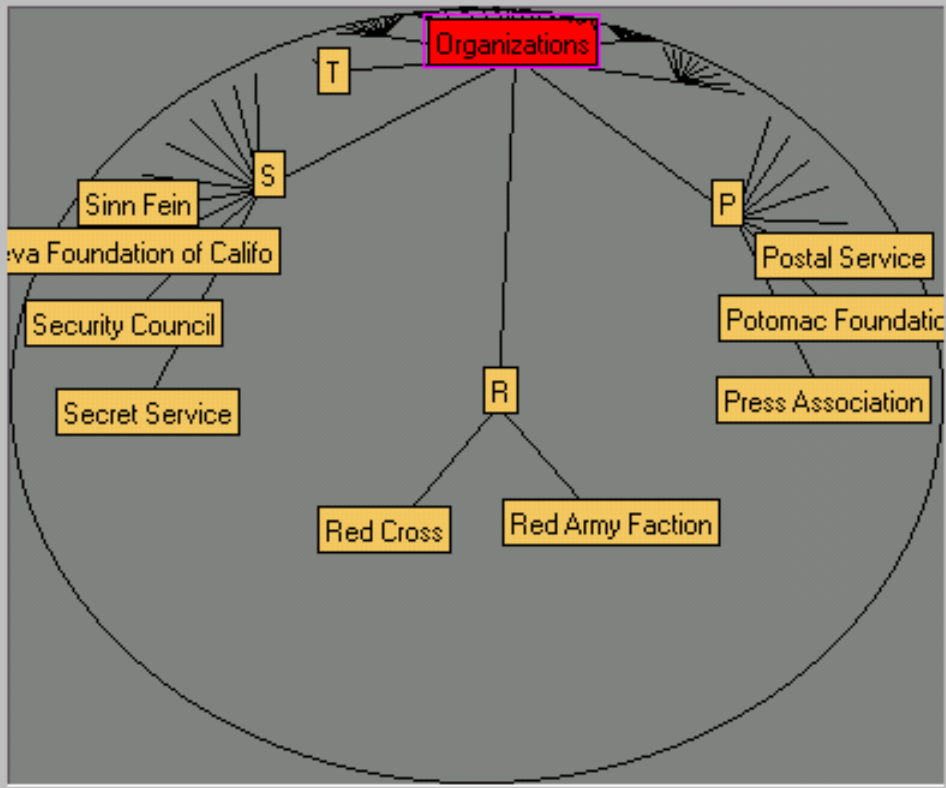 Organizations
T
S
P
Sinn Fein
eva Foundation of Califo
Postal Service
Security Council
Potomac Foundatio
R
Secret Service
Press Association
Red Cross
Red Army Faction